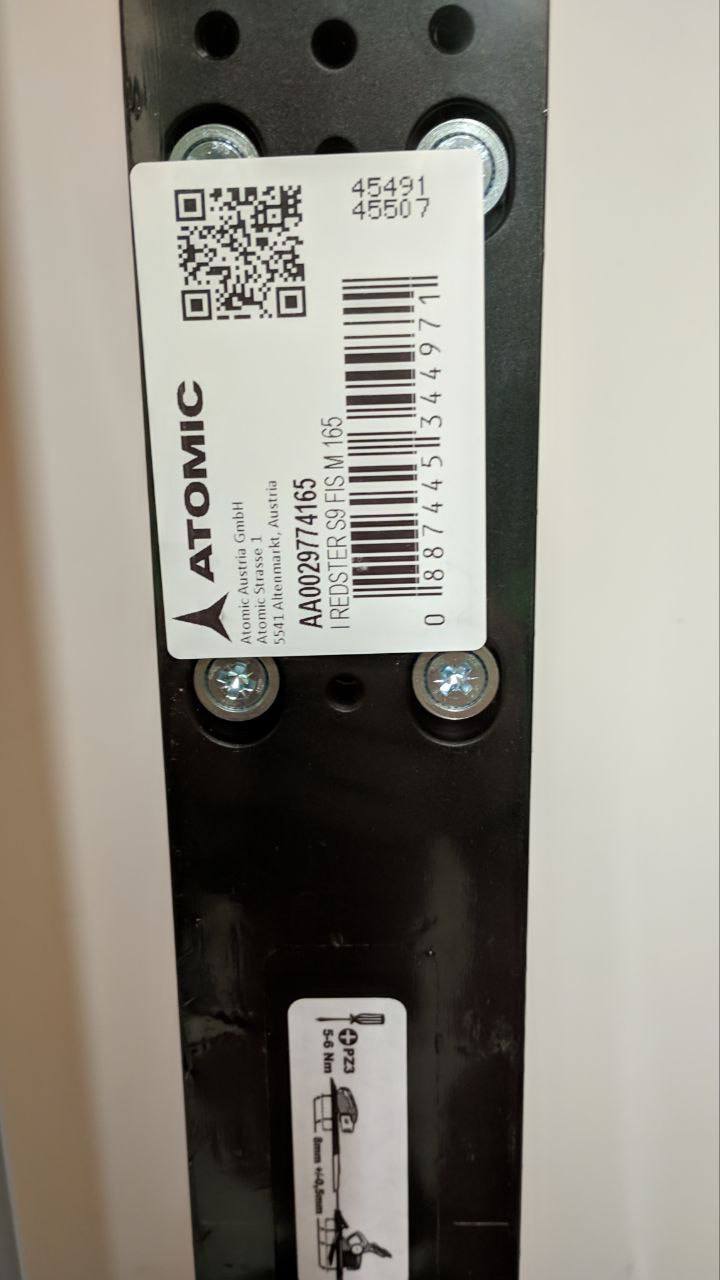 45491
45507
ATOMIC
Atomic Austria GmbH
Atomic Strasse 1
5541 Altenmarkt, Austria
AA0029774165
I REDSTER S9 FIS M 165
0 887445 344971
PZ3
5-6 Nm
8mm +/-0,5mm